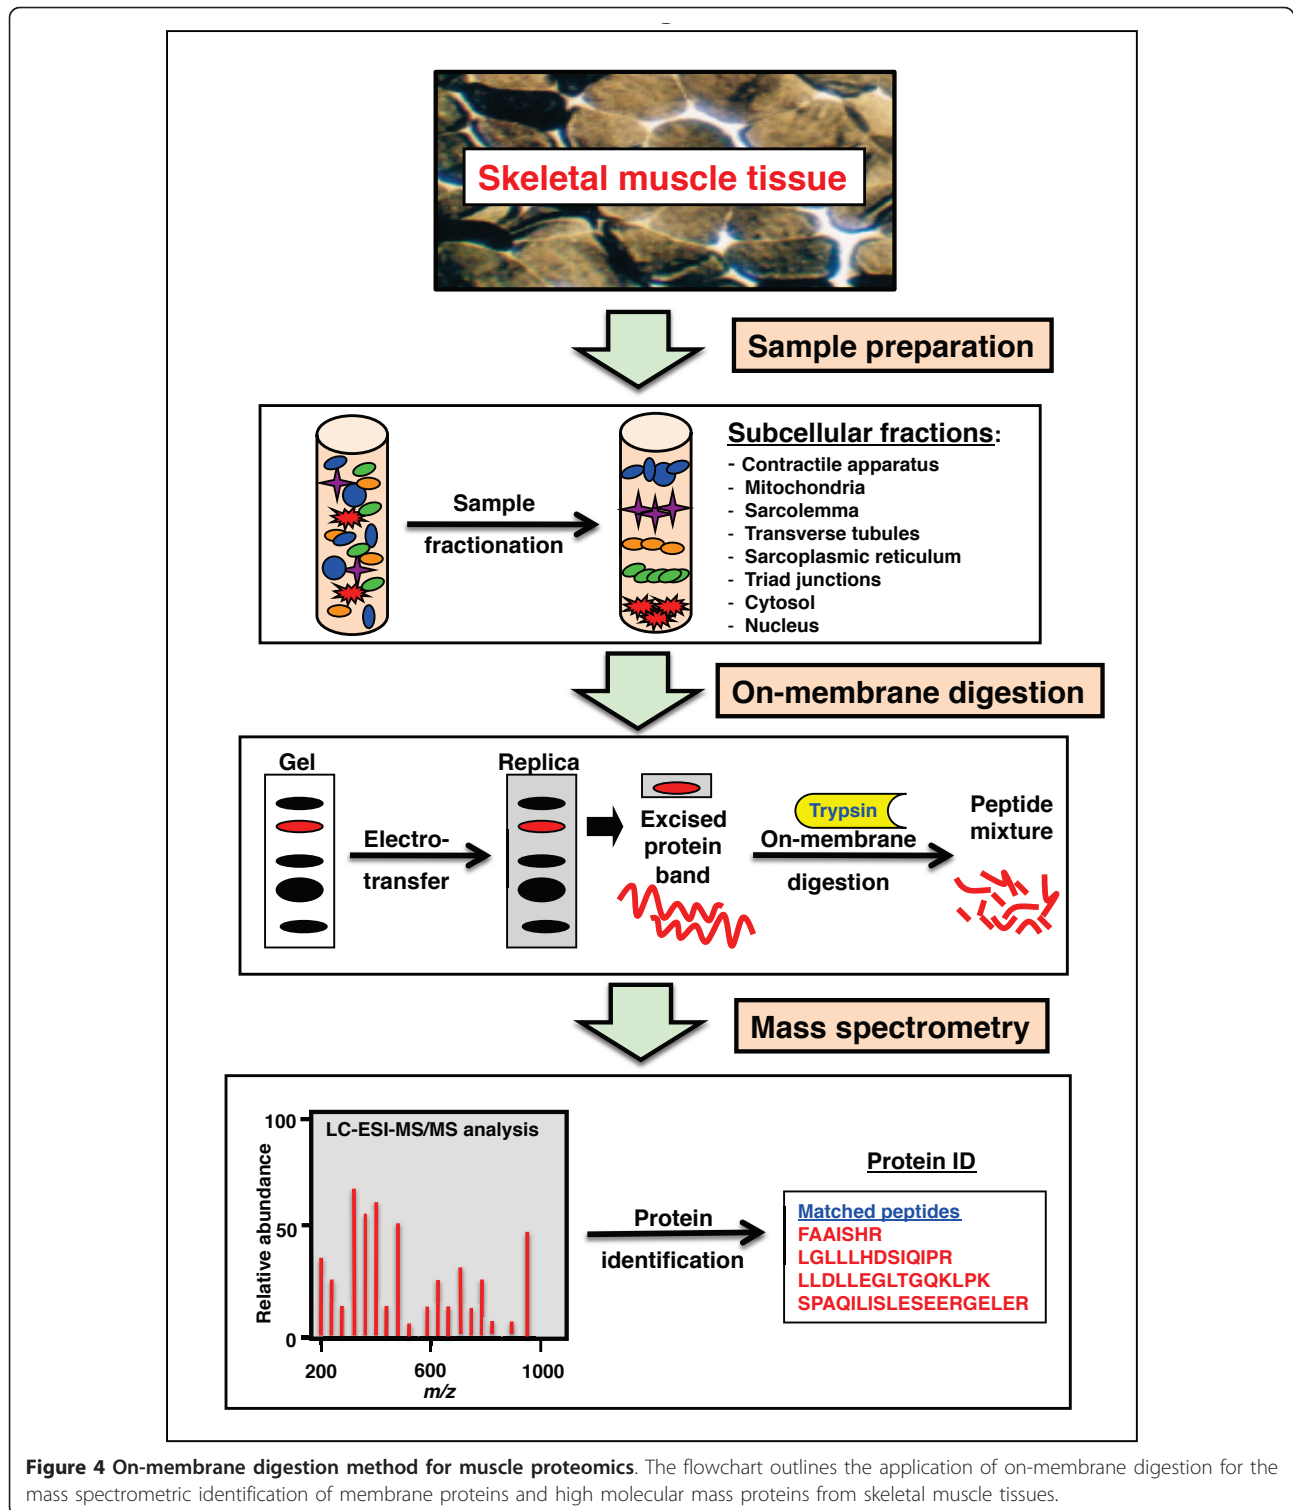 Skeletal muscle tissue
Sample preparation
Sample
fractionation
Subcellular fractions:
- Contractile apparatus
- Mitochondria
- Sarcolemma
- Transverse tubules
- Sarcoplasmic reticulum
- Triad junctions
- Cytosol
- Nucleus
On-membrane digestion
Gel
Electro-
transfer
Replica
Excised
protein
band
Trypsin
On-membrane
digestion
Peptide
mixture
Mass spectrometry
LC-ESI-MS/MS analysis
Relative abundance
100
50
0
200
600
1000
m/z
Protein
identification
Protein ID
Matched peptides
FAAISHR
LGLLLHDSIQIPR
LLDLLEGLTGQKLPK
SPAQILISLESEERGELER
Figure 4 On-membrane digestion method for muscle proteomics. The flowchart outlines the application of on-membrane digestion for the
mass spectrometric identification of membrane proteins and high molecular mass proteins from skeletal muscle tissues.